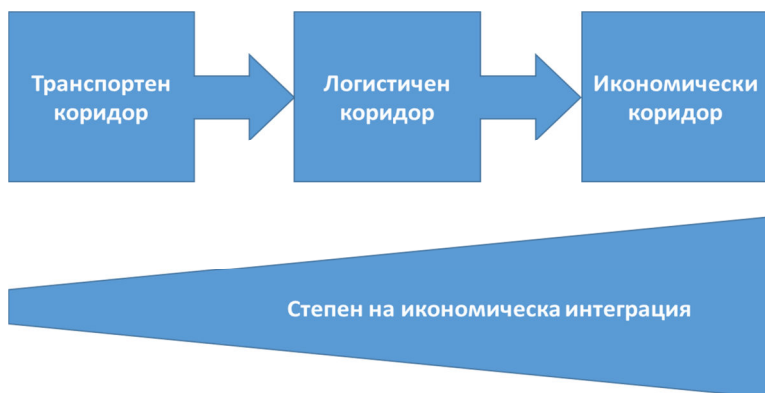 Транспортен
коридор
Логистичен
коридор
Икономически
коридор
Степен на икономическа интеграция